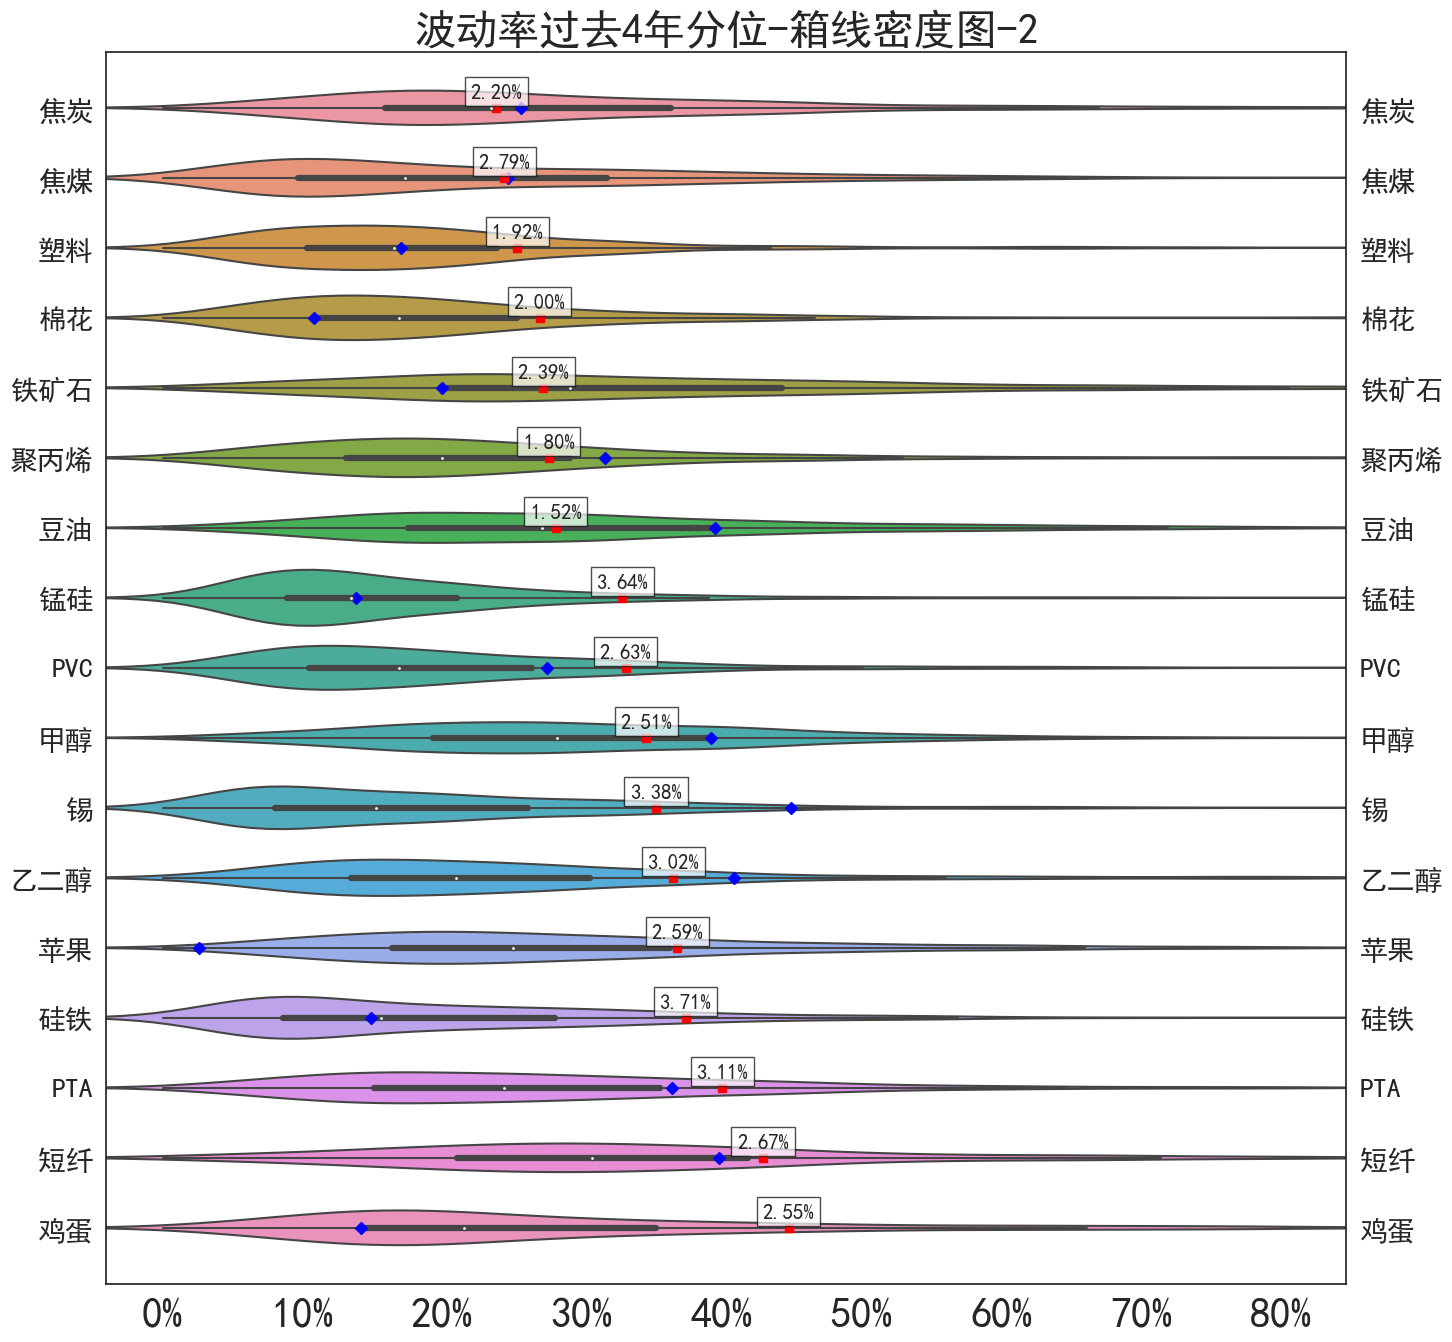 波动率过去4年分位-箱线密度图-2
焦炭 2.20% 焦炭
焦煤 2.79% 焦煤
塑料 1.92% 塑料
棉花 2.00% 棉花
铁矿石 2.39% 铁矿石
聚丙烯 1.80% 聚丙烯
豆油 1.52% 豆油
锰硅 3.64% 锰硅
PVC 2.63% PVC
甲醇 2.51% 甲醇
锡 3.38% 锡
乙二醇 3.02% 乙二醇
苹果 2.59% 苹果
硅铁 3.71% 硅铁
PTA 3.11% PTA
短纤 2.67% 短纤
鸡蛋 2.55% 鸡蛋
0% 10% 20% 30% 40% 50% 60% 70% 80%